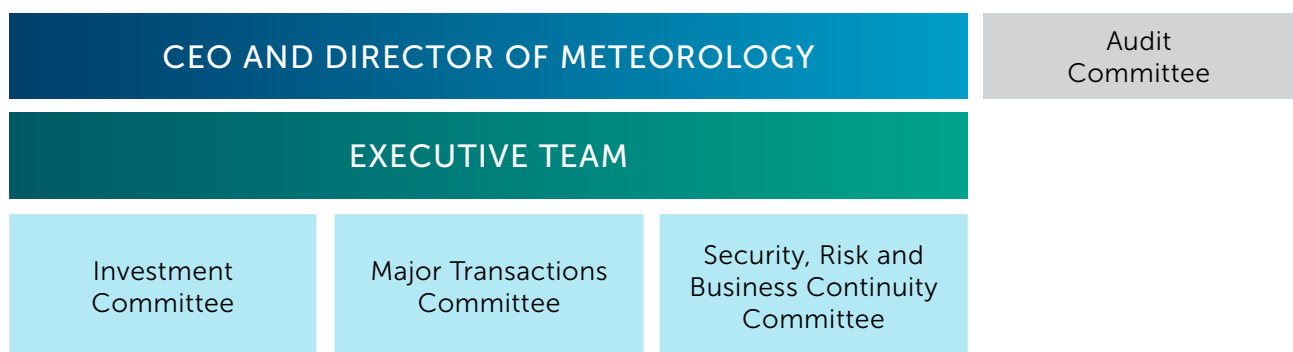 CEO AND DIRECTOR OF METEOROLOGY
Audit
Committee
EXECUTIVE TEAM
Investment
Committee
Major Transactions
Committee
Security, Risk and
Business Continuity
Committee